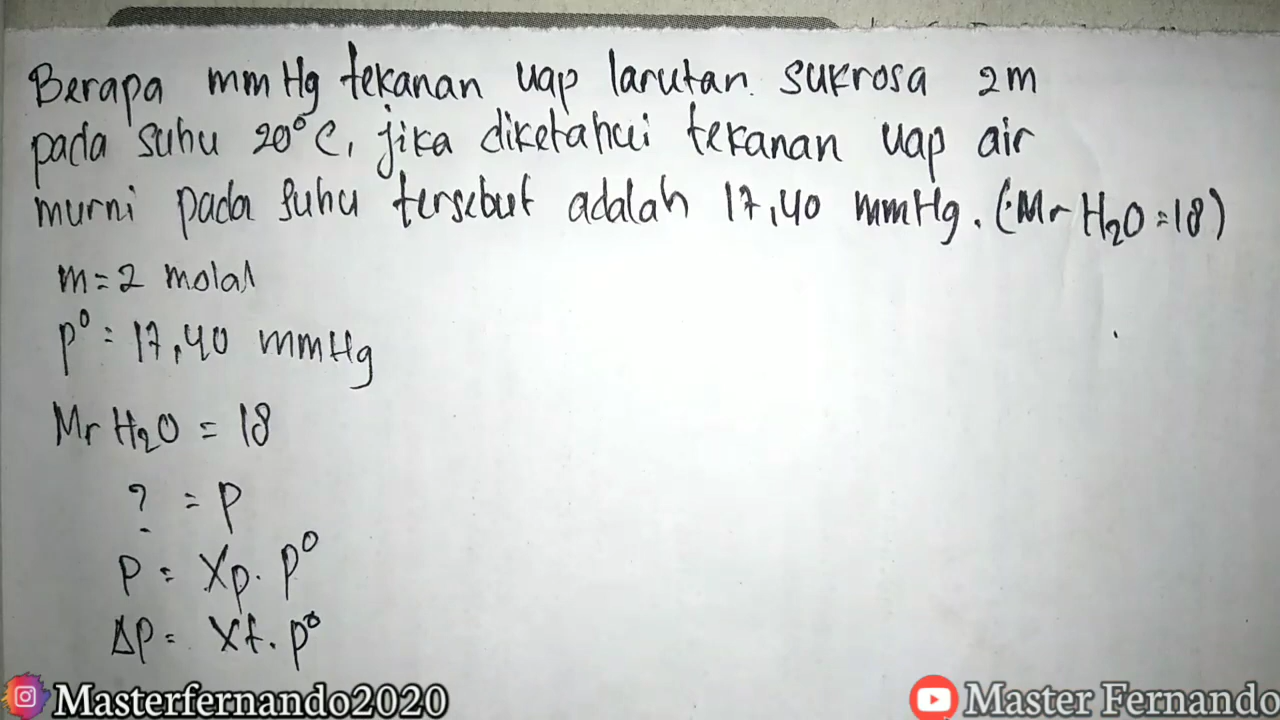 Berapa mmHg tekanan uap larutan sukrosa 2m
pada suhu 20°C, jika diketahui tekanan uap air
murni pada suhu tersebut adalah 17,40 mmHg. (Mr H₂O = 18)
m = 2 molal
P° = 17,40 mmHg
Mr H₂O = 18
? = P
P = Xp. P°
ΔP = Xt. P°
Masterfernando2020
Master Fernando